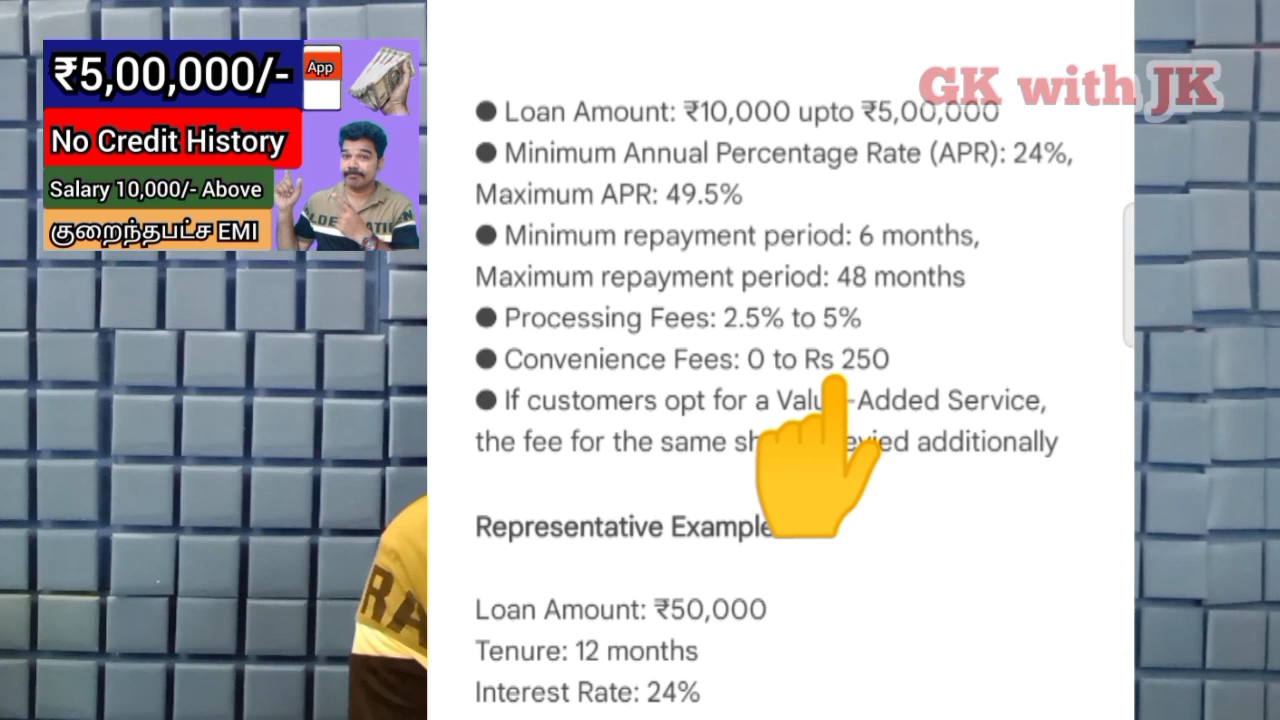 ₹5,00,000/-
App
No Credit History
Salary 10,000/- Above
குறைந்தபட்ச EMI
GK with JK
● Loan Amount: ₹10,000 upto ₹5,00,000
● Minimum Annual Percentage Rate (APR): 24%,
Maximum APR: 49.5%
● Minimum repayment period: 6 months,
Maximum repayment period: 48 months
● Processing Fees: 2.5% to 5%
● Convenience Fees: 0 to Rs 250
● If customers opt for a -Added Service,
the fee for the same additionally
Representative Example
Loan Amount: ₹50,000
Tenure: 12 months
Interest Rate: 24%